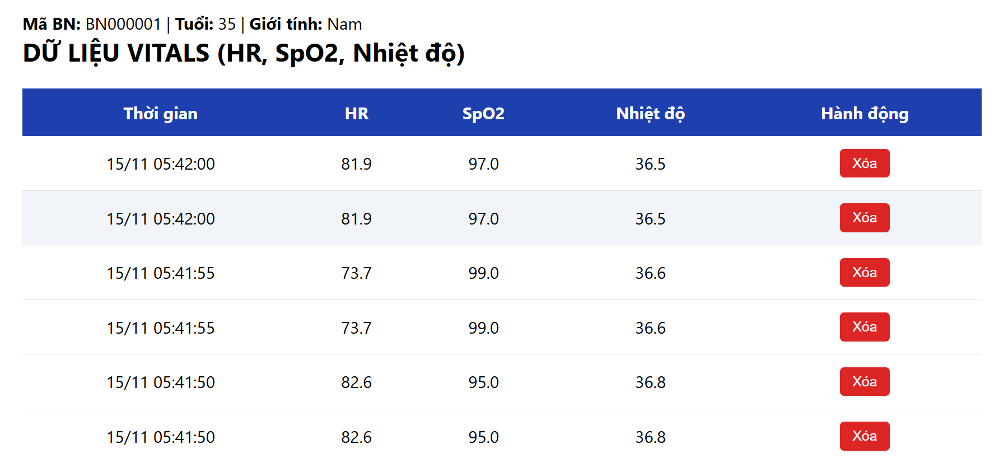 Mã BN: BN000001 | Tuổi: 35 | Giới tính: Nam
DỮ LIỆU VITALS (HR, SpO2, Nhiệt độ)
Thời gian HR SpO2 Nhiệt độ Hành động
15/11 05:42:00 81.9 97.0 36.5 Xóa
15/11 05:42:00 81.9 97.0 36.5 Xóa
15/11 05:41:55 73.7 99.0 36.6 Xóa
15/11 05:41:55 73.7 99.0 36.6 Xóa
15/11 05:41:50 82.6 95.0 36.8 Xóa
15/11 05:41:50 82.6 95.0 36.8 Xóa